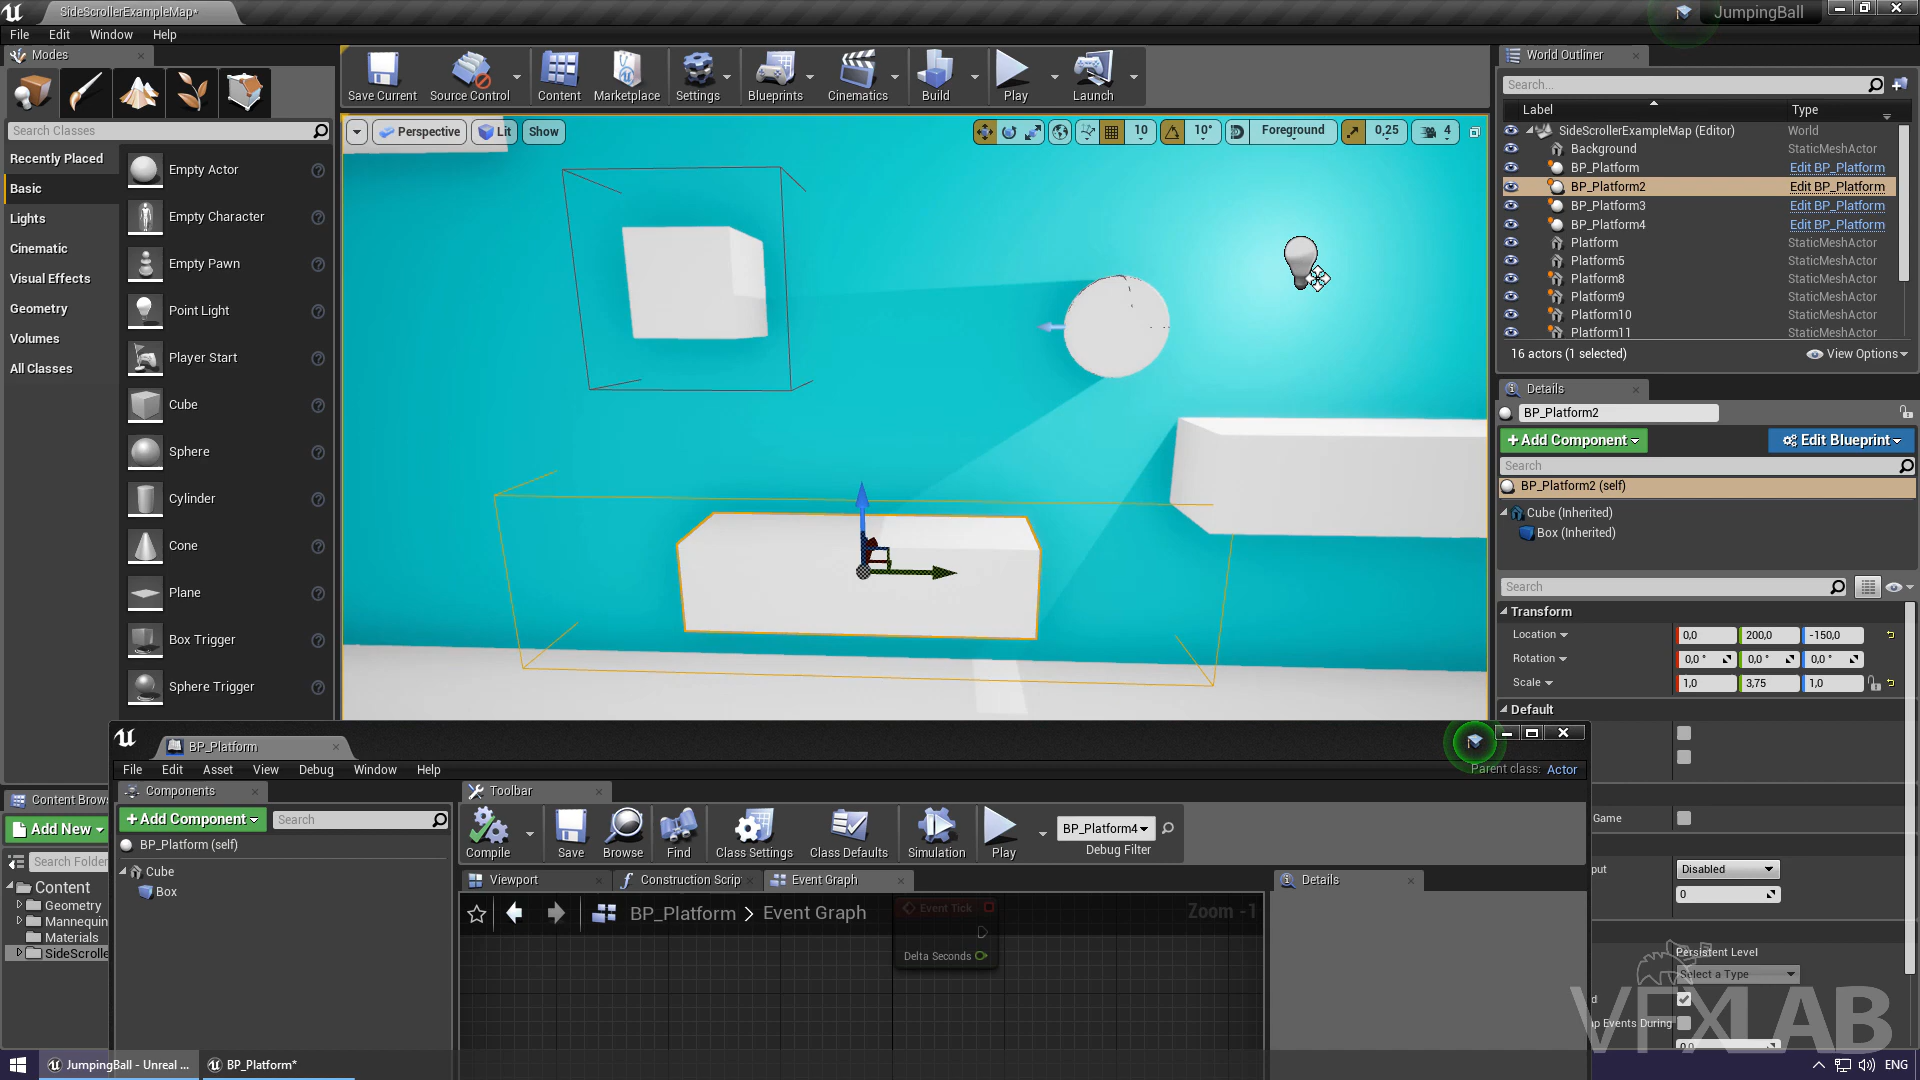 SideScrollerExampleMap*
JumpingBall
File Edit Window Help
Modes
Search Classes
Recently Placed
Basic
Lights
Cinematic
Visual Effects
Geometry
Volumes
All Classes
Empty Actor
Empty Character
Empty Pawn
Point Light
Player Start
Cube
Sphere
Cylinder
Cone
Plane
Box Trigger
Sphere Trigger
Save Current Source Control Content Marketplace Settings Blueprints Cinematics Build Play Launch
Perspective Lit Show
10 10° Foreground 0,25 4
World Outliner
Search...
Label Type
SideScrollerExampleMap (Editor) World
Background StaticMeshActor
BP_Platform Edit BP_Platform
BP_Platform2 Edit BP_Platform
BP_Platform3 Edit BP_Platform
BP_Platform4 Edit BP_Platform
Platform StaticMeshActor
Platform5 StaticMeshActor
Platform8 StaticMeshActor
Platform9 StaticMeshActor
Platform10 StaticMeshActor
Platform11 StaticMeshActor
16 actors (1 selected) View Options
Details
BP_Platform2
+Add Component Edit Blueprint
Search
BP_Platform2 (self)
Cube (Inherited)
Box (Inherited)
Search
Transform
Location 0,0 200,0 -150,0
Rotation 0,0 ° 0,0 ° 0,0 °
Scale 1,0 3,75 1,0
Default
Game
put Disabled
0
Persistent Level
Select a Type
d
p Events During
VFXLAB
BP_Platform
File Edit Asset View Debug Window Help
Parent class: Actor
Components
+Add Component Search
BP_Platform (self)
Cube
Box
Toolbar
Compile Save Browse Find Class Settings Class Defaults Simulation Play
BP_Platform4
Debug Filter
Viewport Construction Scrip Event Graph
BP_Platform > Event Graph
Zoom -1
Event Tick
Delta Seconds
Details
Content Brows
Add New
Search Folder
Content
Geometry
Mannequin
Materials
SideScrolle
JumpingBall - Unreal ... BP_Platform*
ENG